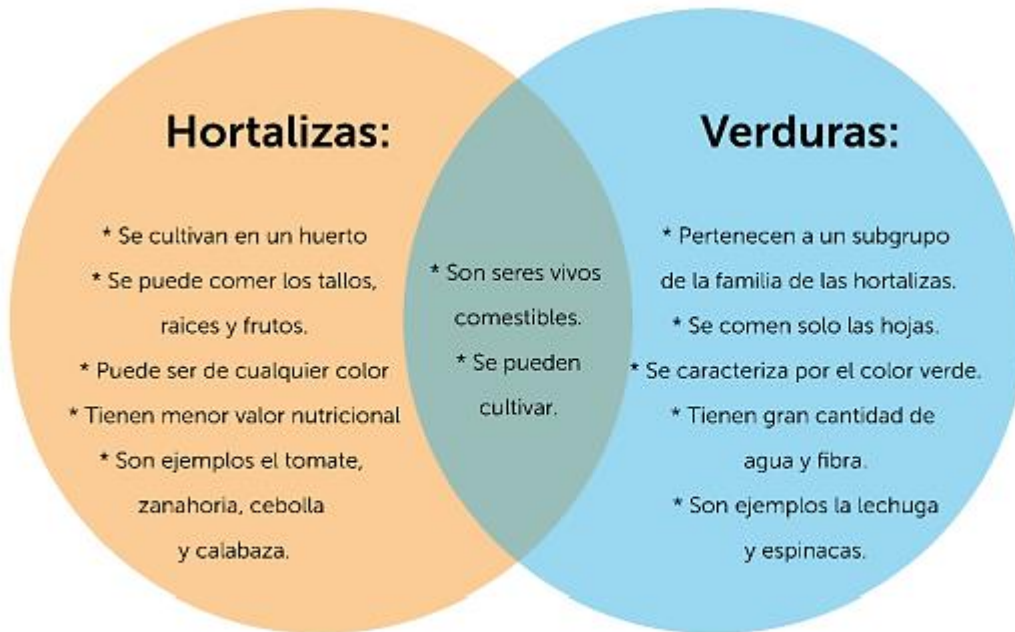 Hortalizas:
* Se cultivan en un huerto
* Se puede comer los tallos,
raices y frutos.
* Puede ser de cualquier color
* Tienen menor valor nutricional
* Son ejemplos el tomate,
zanahoria, cebolla
y calabaza.
* Son seres vivos
comestibles.
* Se pueden
cultivar.
Verduras:
* Pertenecen a un subgrupo
de la familia de las hortalizas.
* Se comen solo las hojas.
* Se caracteriza por el color verde.
* Tienen gran cantidad de
agua y fibra.
* Son ejemplos la lechuga
y espinacas.